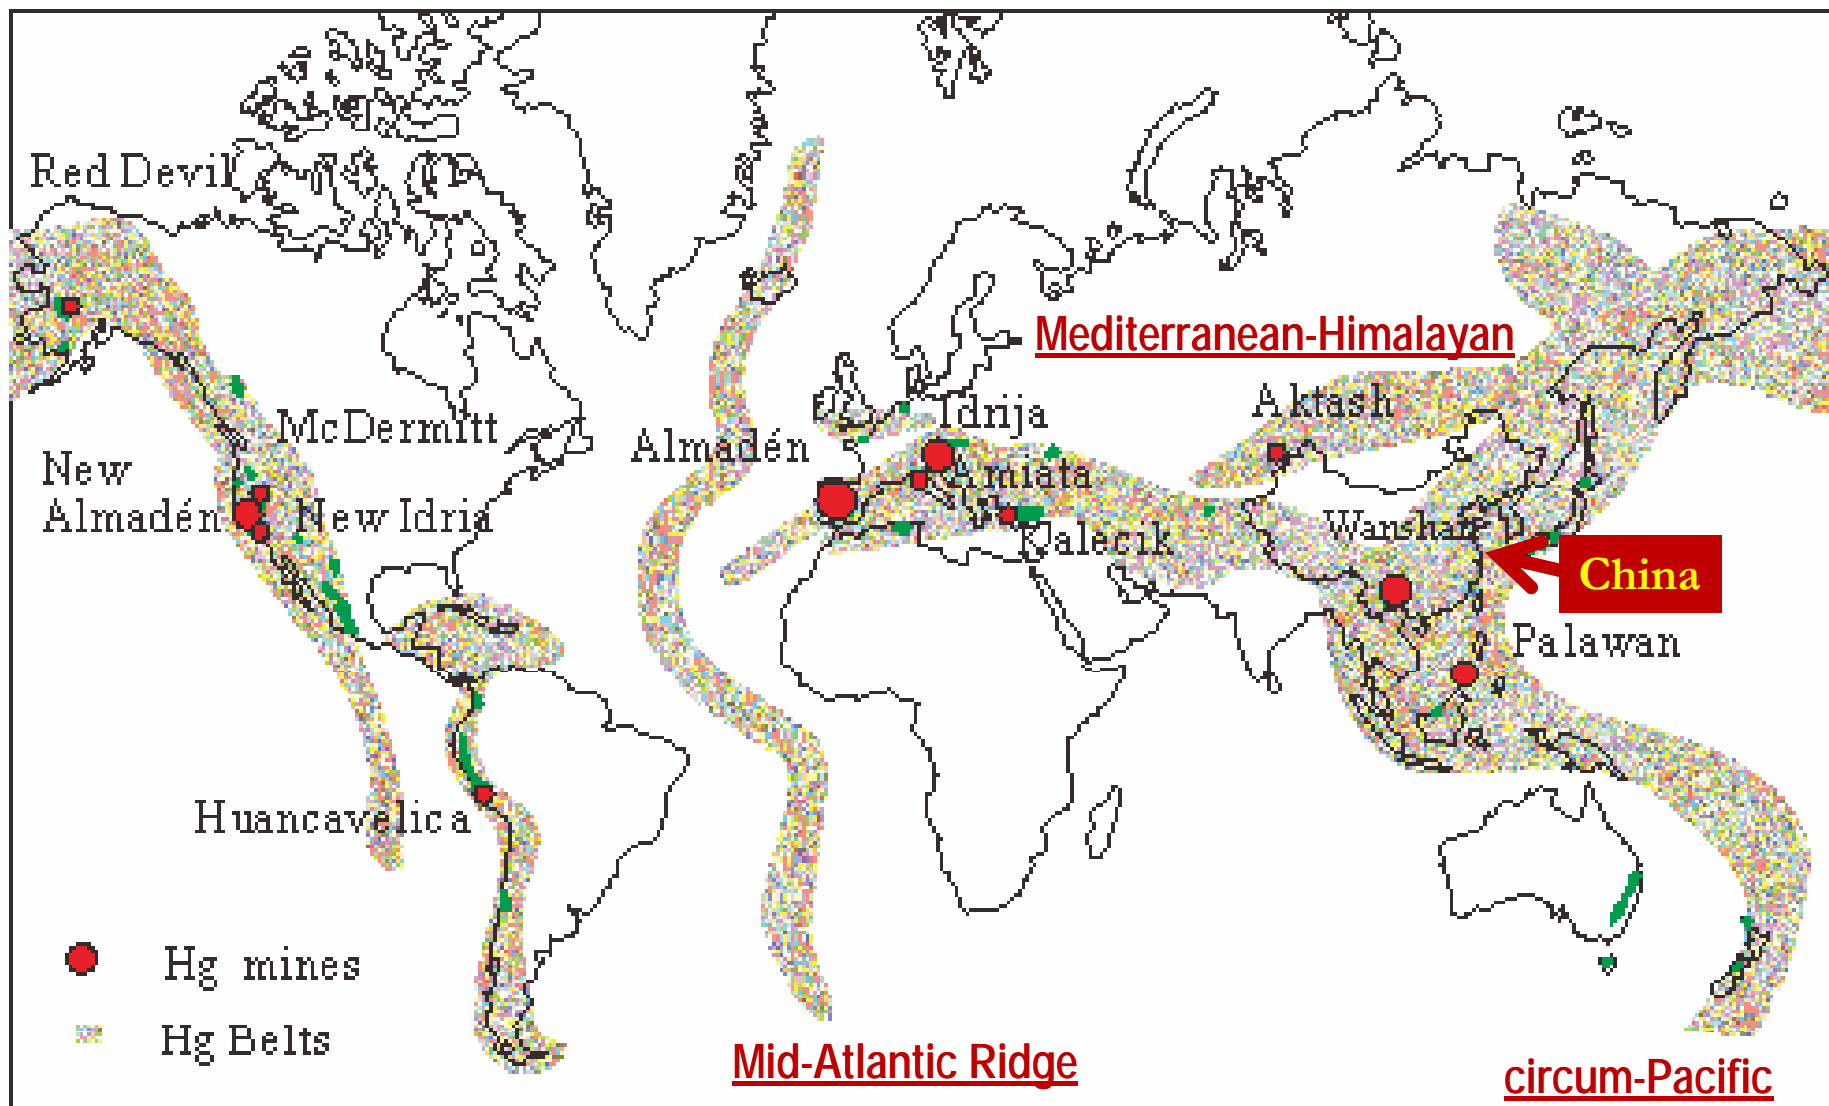 Red Devil
Mediterranean-Himalayan
Aktash
Idrija
McDermitt
Almadén
New
Almadén
New Idria
Amiata
Wanshan
Jalecik
China
Palawan
Huancavelica
Hg mines
Hg Belts
Mid-Atlantic Ridge
circum-Pacific